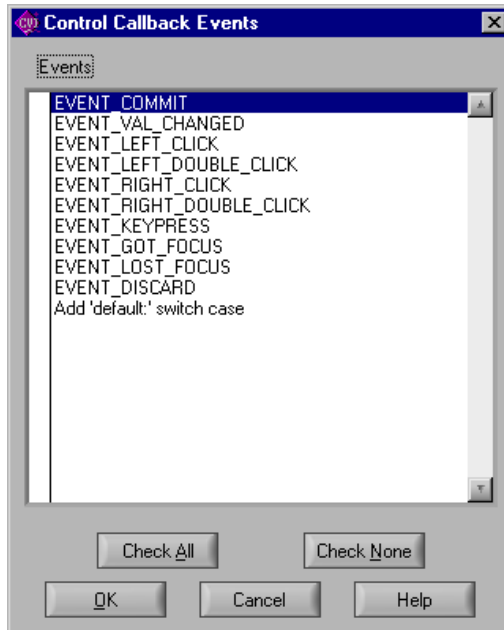 CVI Control Callback Events
Events
EVENT_COMMIT
EVENT_VAL_CHANGED
EVENT_LEFT_CLICK
EVENT_LEFT_DOUBLE_CLICK
EVENT_RIGHT_CLICK
EVENT_RIGHT_DOUBLE_CLICK
EVENT_KEYPRESS
EVENT_GOT_FOCUS
EVENT_LOST_FOCUS
EVENT_DISCARD
Add 'default:' switch case
Check All Check None
OK Cancel Help